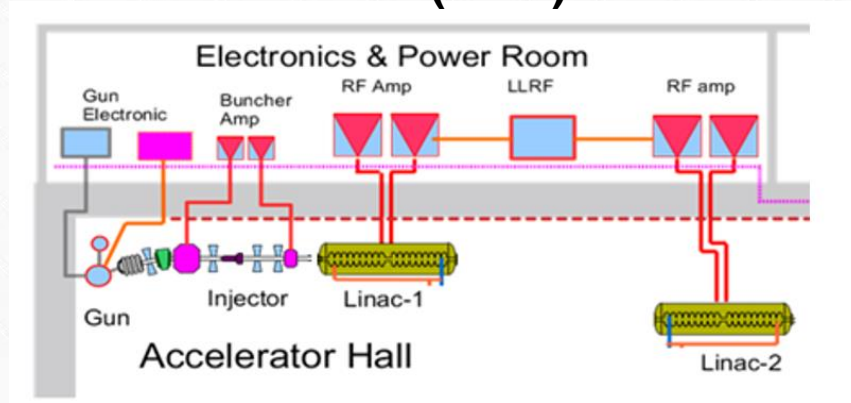 Electronics & Power Room
Gun
Electronic
Buncher
Amp
RF Amp
LLRF
RF amp
Gun
Injector
Linac-1
Linac-2
Accelerator Hall